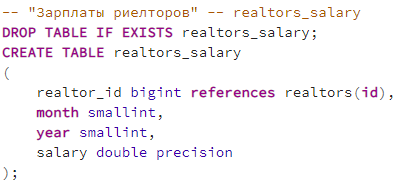 -- "Зарплаты риелторов" -- realtors_salary
DROP TABLE IF EXISTS realtors_salary;
CREATE TABLE realtors_salary
(
    realtor_id bigint references realtors(id),
    month smallint,
    year smallint,
    salary double precision
);